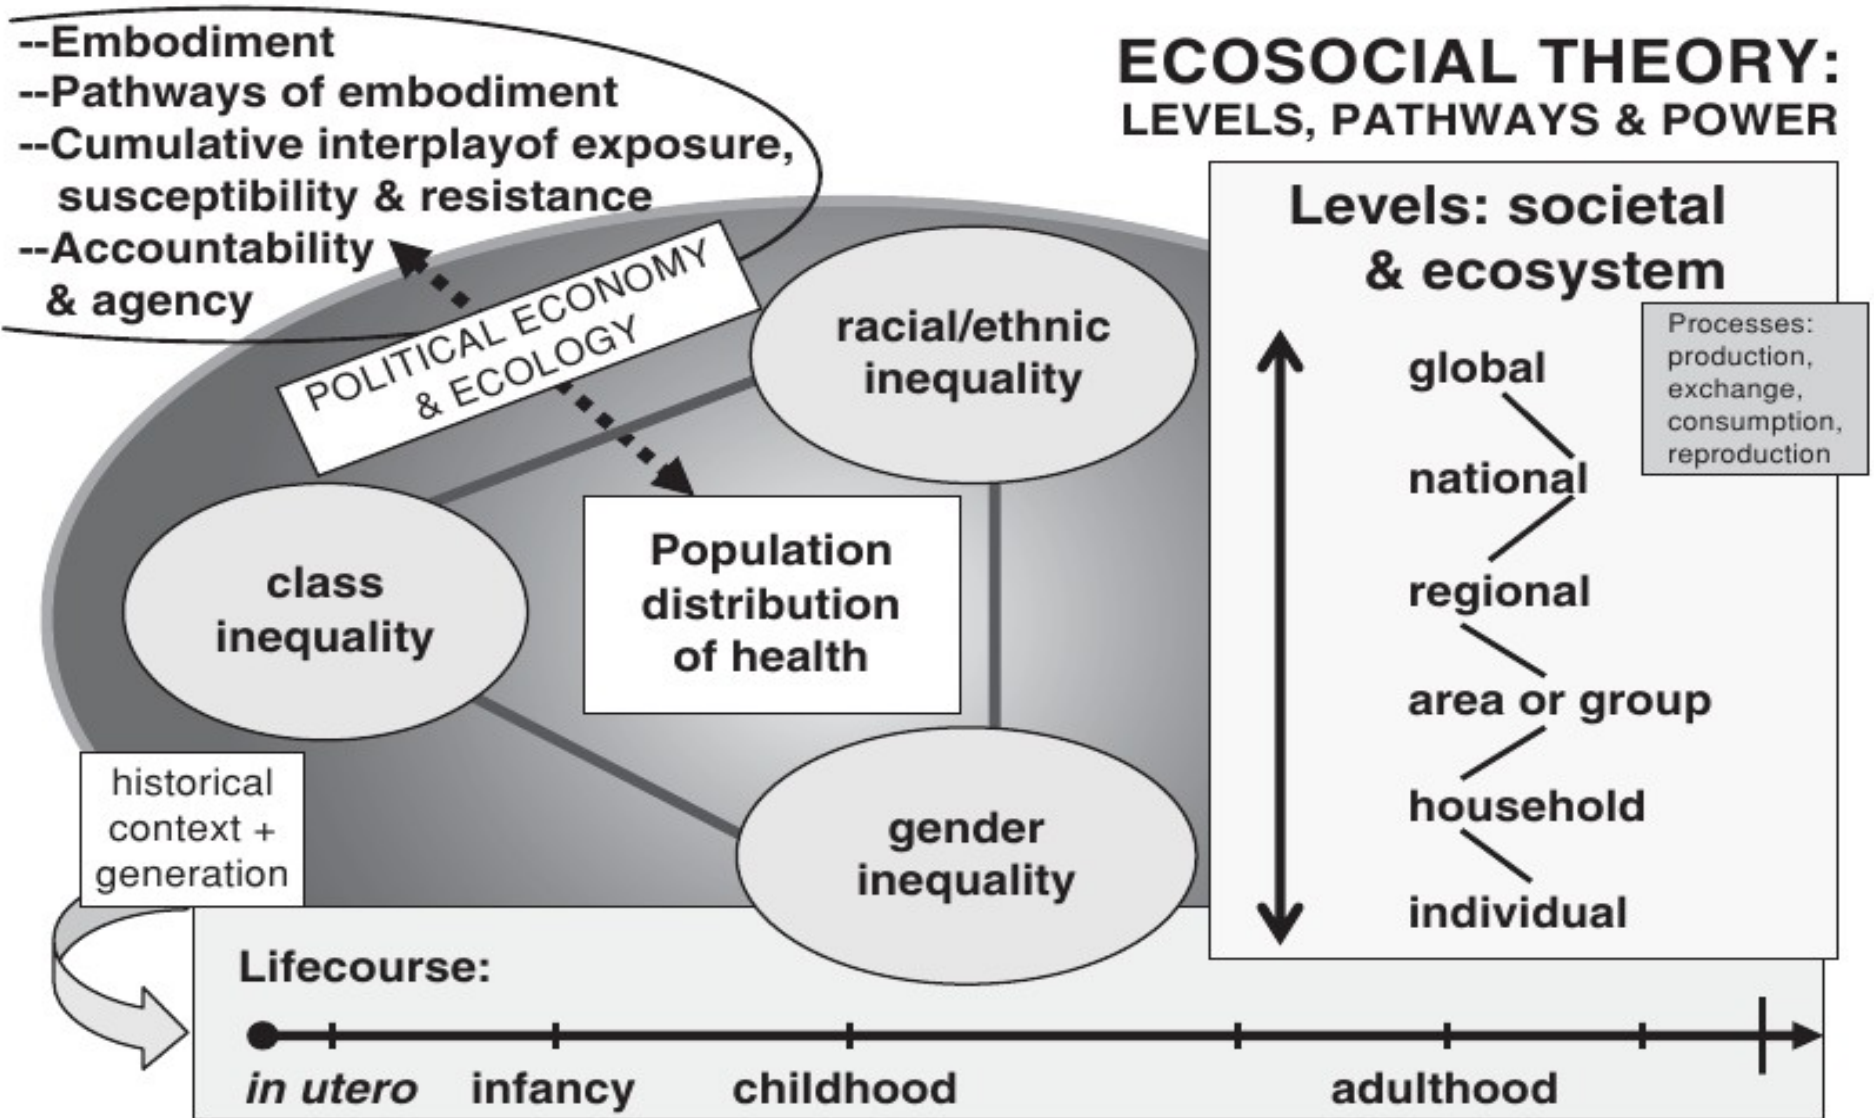 --Embodiment
--Pathways of embodiment
--Cumulative interplayof exposure,
susceptibility & resistance
--Accountability
& agency
ECOSOCIAL THEORY:
LEVELS, PATHWAYS & POWER
POLITICAL ECONOMY
& ECOLOGY
racial/ethnic
inequality
class
inequality
Population
distribution
of health
gender
inequality
historical
context +
generation
Levels: societal
& ecosystem
Processes:
production,
exchange,
consumption,
reproduction
global
national
regional
area or group
household
individual
Lifecourse:
in utero infancy childhood adulthood